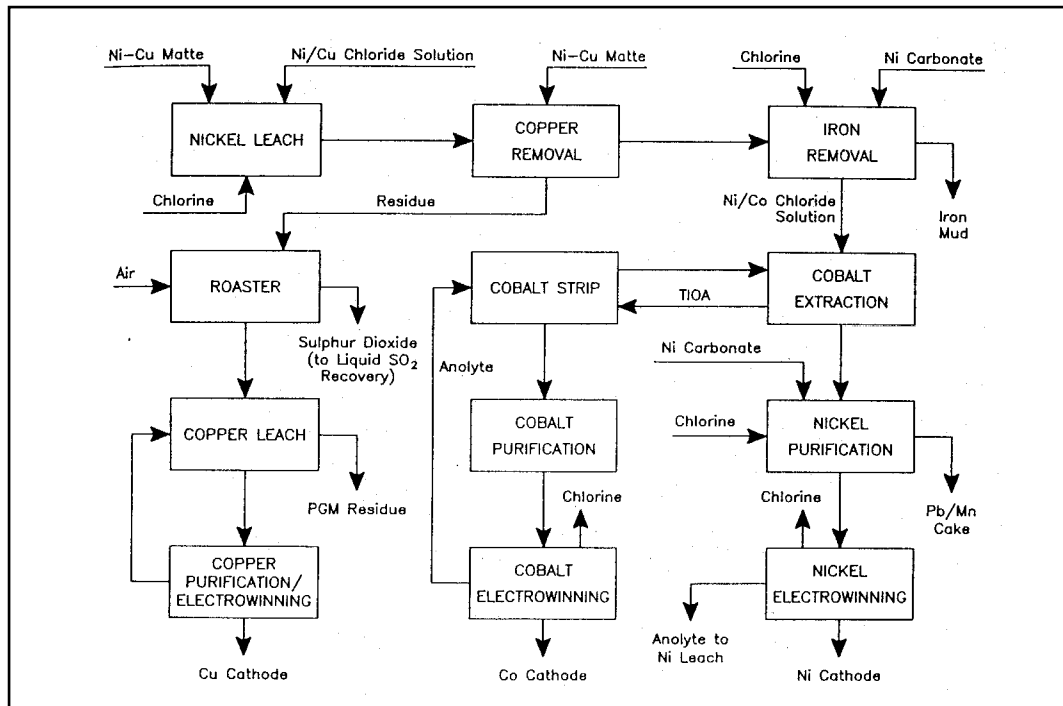 Ni-Cu Matte
Ni/Cu Chloride Solution
Ni-Cu Matte
Chlorine
Ni Carbonate
NICKEL LEACH
COPPER
REMOVAL
IRON
REMOVAL
Chlorine
Residue
Ni/Co Chloride
Solution
Iron
Mud
Air
ROASTER
COBALT STRIP
TIOA
COBALT
EXTRACTION
Sulphur Dioxide
(to Liquid SO₂
Recovery)
Anolyte
Ni Carbonate
COPPER LEACH
COBALT
PURIFICATION
Chlorine
NICKEL
PURIFICATION
PGM Residue
Chlorine
Chlorine
Pb/Mn
Cake
COPPER
PURIFICATION/
ELECTROWINNING
COBALT
ELECTROWINNING
NICKEL
ELECTROWINNING
Anolyte to
Ni Leach
Cu Cathode
Co Cathode
Ni Cathode